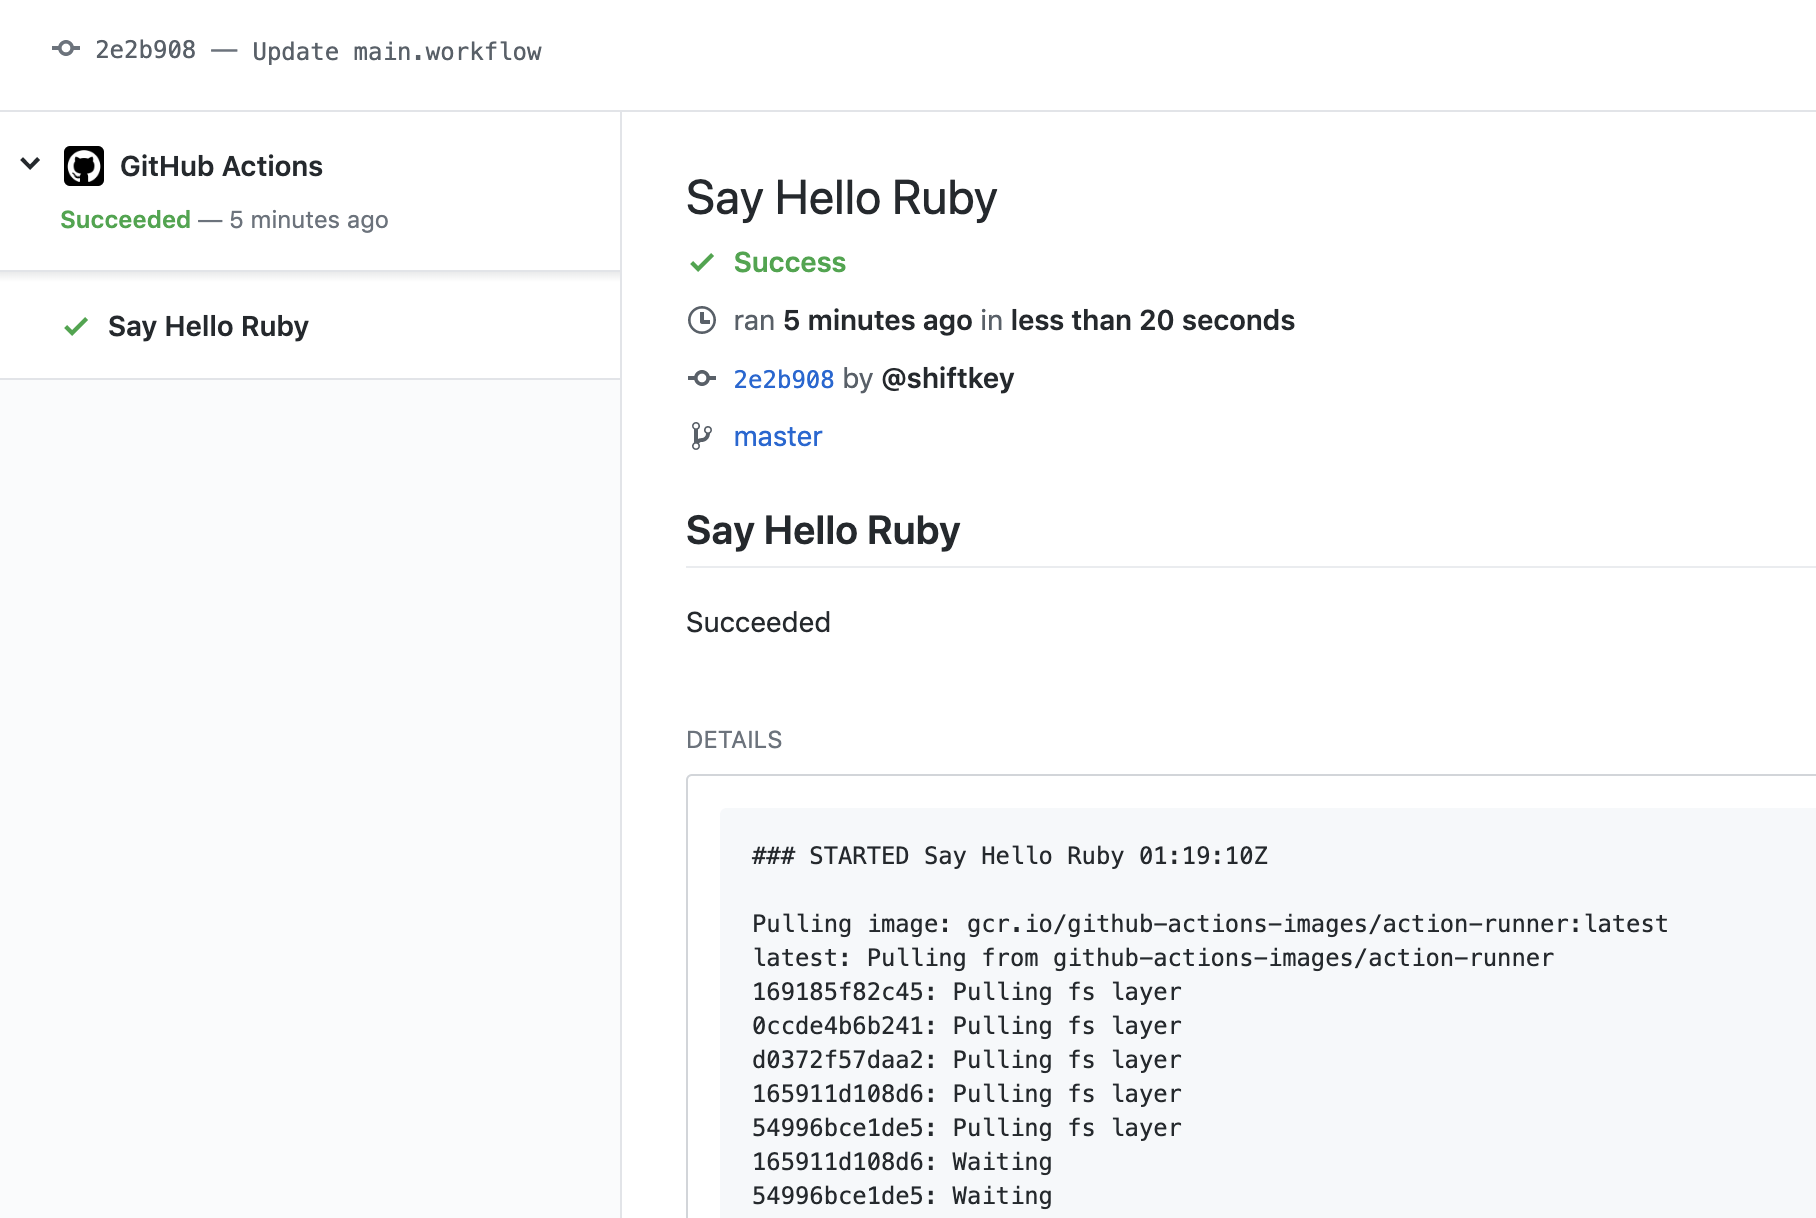 2e2b908 — Update main.workflow
GitHub Actions
Succeeded — 5 minutes ago
Say Hello Ruby
Say Hello Ruby
Success
ran 5 minutes ago in less than 20 seconds
2e2b908 by @shiftkey
master
Say Hello Ruby
Succeeded
DETAILS
### STARTED Say Hello Ruby 01:19:10Z
Pulling image: gcr.io/github-actions-images/action-runner:latest
latest: Pulling from github-actions-images/action-runner
169185f82c45: Pulling fs layer
0ccde4b6b241: Pulling fs layer
d0372f57daa2: Pulling fs layer
165911d108d6: Pulling fs layer
54996bce1de5: Pulling fs layer
165911d108d6: Waiting
54996bce1de5: Waiting